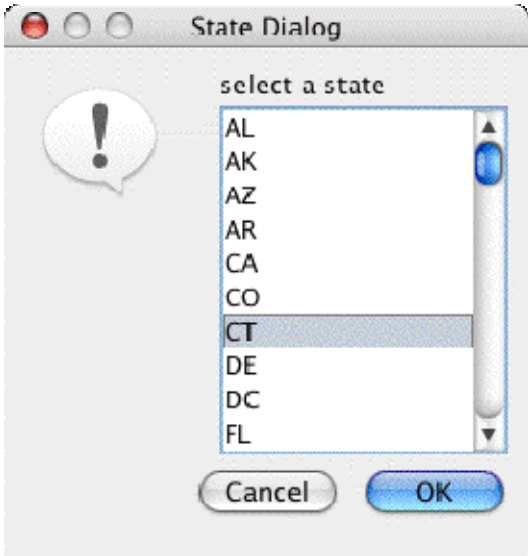 State Dialog
select a state
AL
AK
AZ
AR
CA
CO
CT
DE
DC
FL
Cancel OK